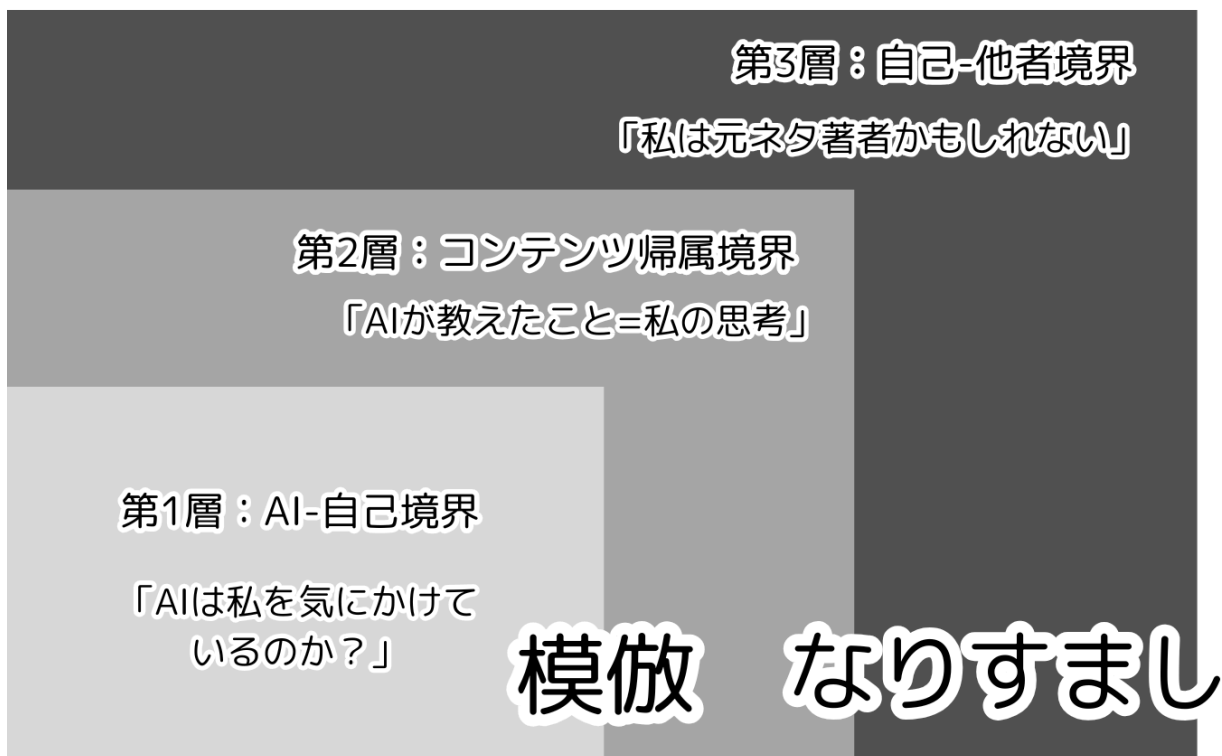 第3層：自己-他者境界
「私は元ネタ著者かもしれない」
第2層：コンテンツ帰属境界
「AIが教えたこと=私の思考」
第1層：AI-自己境界
「AIは私を気にかけて
いるのか？」
模倣　なりすまし